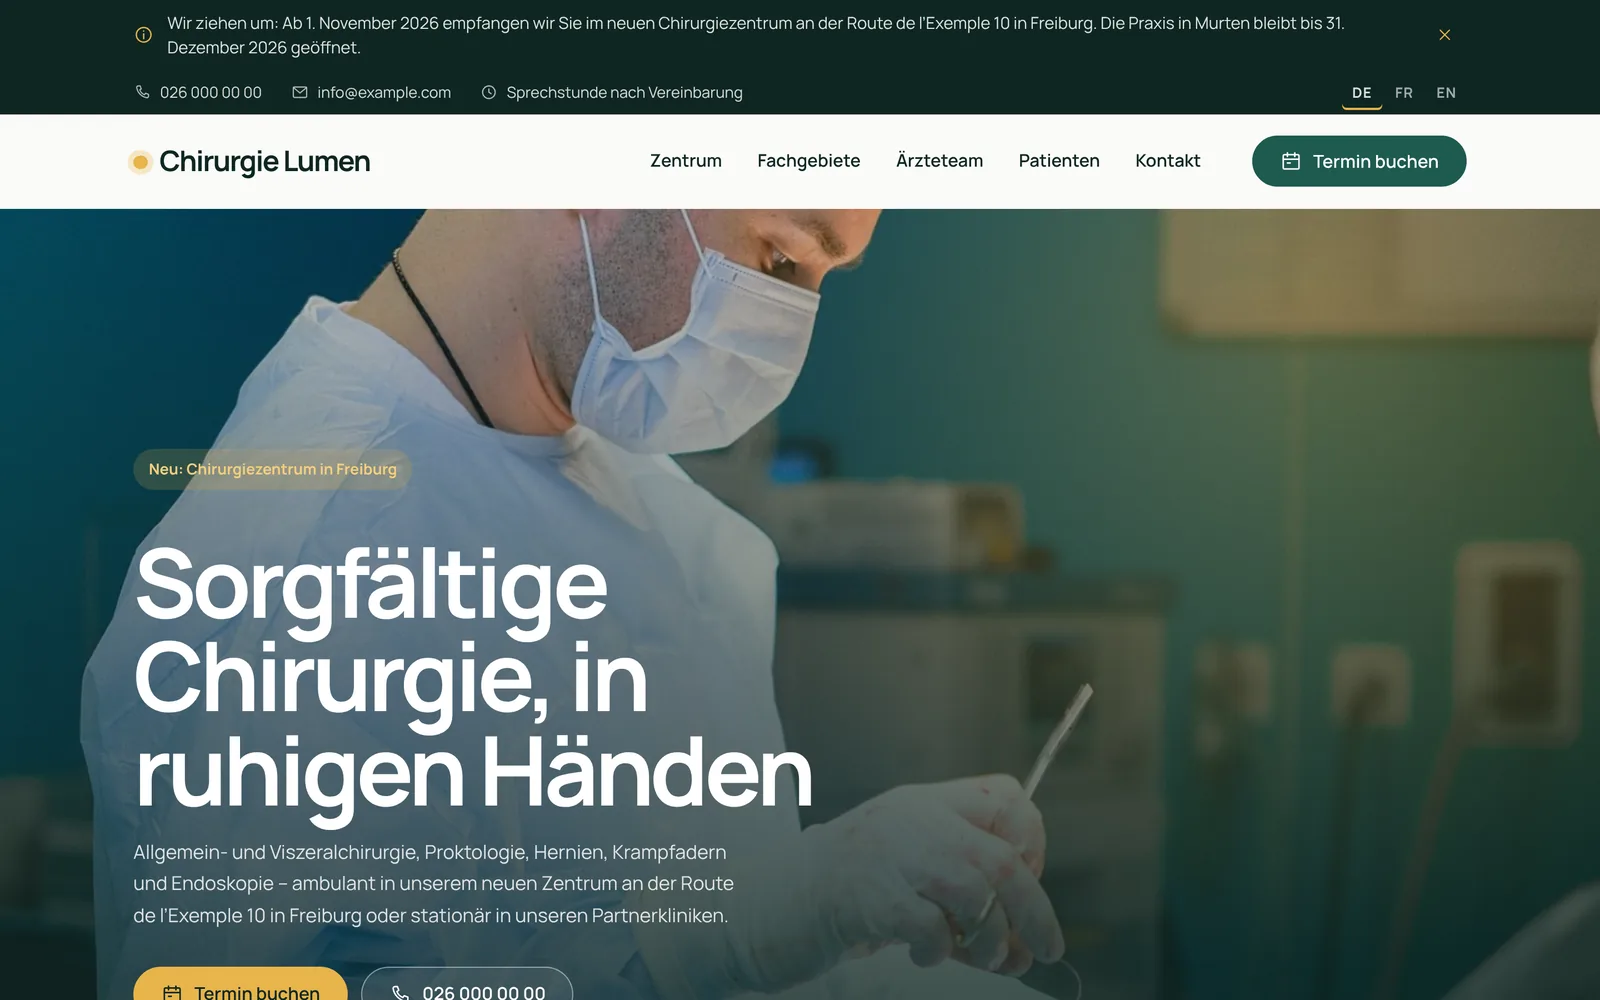 Wir ziehen um: Ab 1. November 2026 empfangen wir Sie im neuen Chirurgiezentrum an der Route de l'Exemple 10 in Freiburg. Die Praxis in Murten bleibt bis 31.
Dezember 2026 geöffnet.
026 000 00 00
info@example.com
Sprechstunde nach Vereinbarung
DE
FR
EN
Chirurgie Lumen
Zentrum
Fachgebiete
Ärzteteam
Patienten
Kontakt
Termin buchen
Neu: Chirurgiezentrum in Freiburg
Sorgfältige
Chirurgie, in
ruhigen Händen
Allgemein- und Viszeralchirurgie, Proktologie, Hernien, Krampfadern
und Endoskopie – ambulant in unserem neuen Zentrum an der Route
de l'Exemple 10 in Freiburg oder stationär in unseren Partnerkliniken.
Termin buchen
026 000 00 00